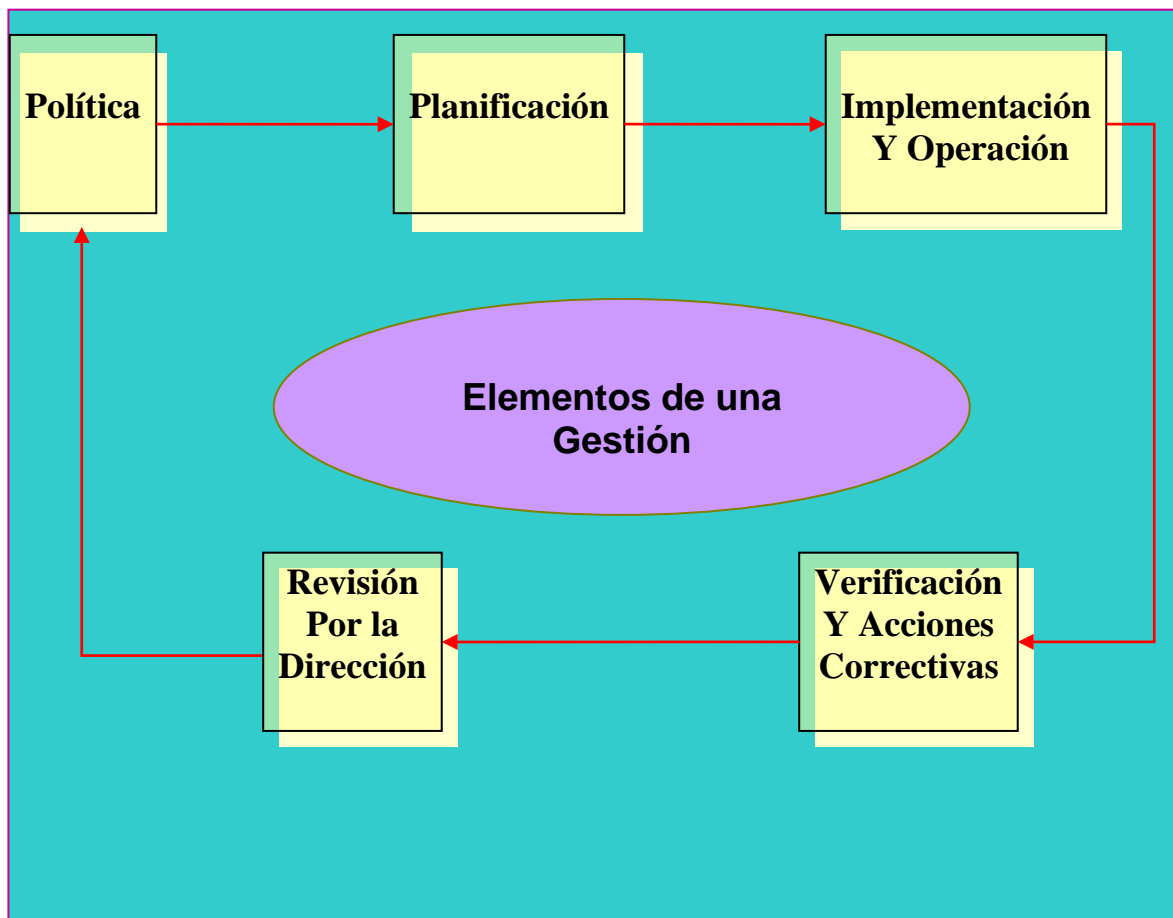 Política
Planificación
Implementación
Y Operación
Elementos de una
Gestión
Revisión
Por la
Dirección
Verificación
Y Acciones
Correctivas